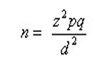 n = z²pq / d²